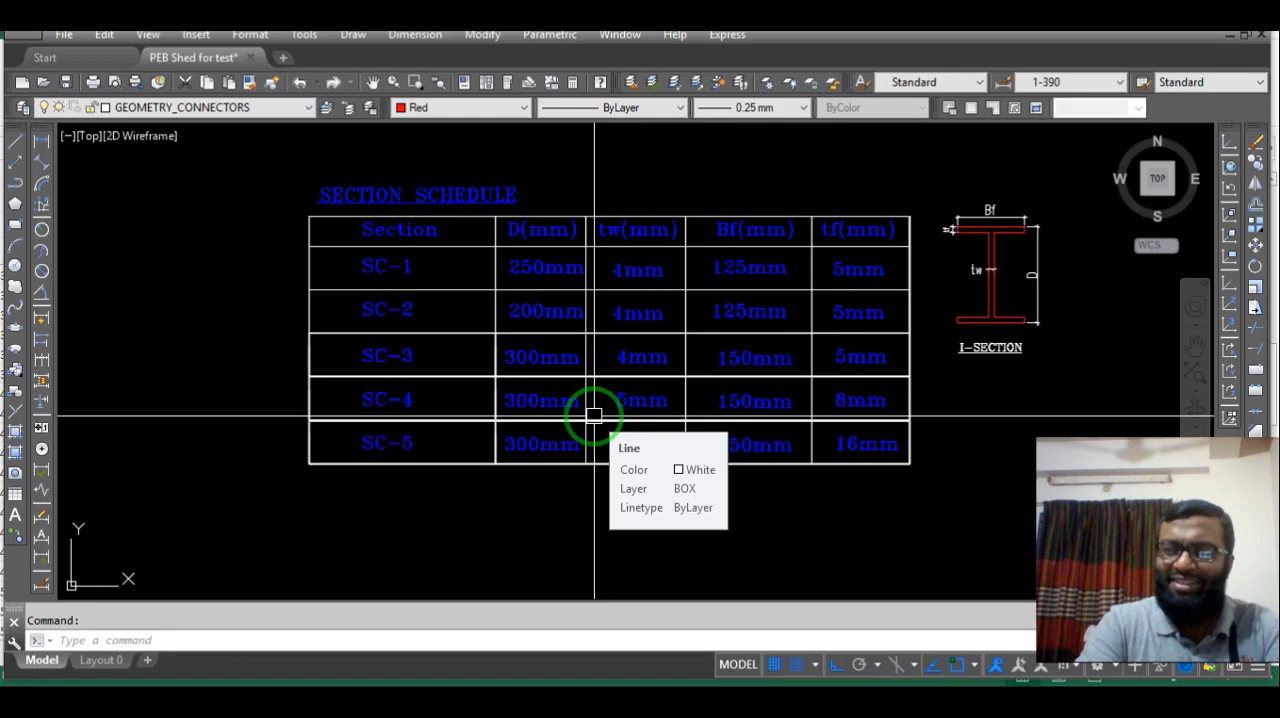 File Edit View Insert Format Tools Draw Dimension Modify Parametric Window Help Express
Start PEB Shed for test*
Standard 1-390 Standard
GEOMETRY_CONNECTORS Red ByLayer 0.25 mm ByColor
[−][Top][2D Wireframe]
N
W TOP E
S
WCS
SECTION SCHEDULE
Section D(mm) tw(mm) Bf(mm) tf(mm)
SC-1 250mm 4mm 125mm 5mm
SC-2 200mm 4mm 125mm 5mm
SC-3 300mm 4mm 150mm 5mm
SC-4 300mm 5mm 150mm 8mm
SC-5 300mm 50mm 16mm
Bf
tw
D
I-SECTION
Line
Color White
Layer BOX
Linetype ByLayer
Y
X
Command:
Type a command
Model Layout 0
MODEL